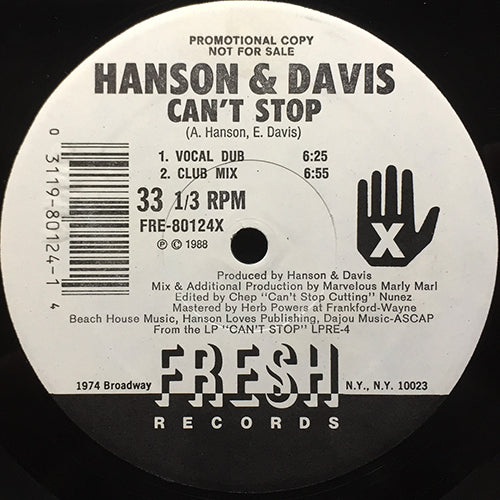 PROMOTIONAL COPY
NOT FOR SALE
HANSON & DAVIS
CAN'T STOP
(A. Hanson, E. Davis)
1. VOCAL DUB 6:25
2. CLUB MIX 6:55
33 1/3 RPM
FRE-80124X
Ⓟ © 1988
0 3119-80124-1 4
X
Produced by Hanson & Davis
Mix & Additional Production by Marvelous Marly Marl
Edited by Chep "Can't Stop Cutting" Nunez
Mastered by Herb Powers at Frankford-Wayne
Beach House Music, Hanson Loves Publishing, Dajou Music-ASCAP
From the LP "CAN'T STOP" LPRE-4
1974 Broadway FRESH N.Y., N.Y. 10023
RECORDS